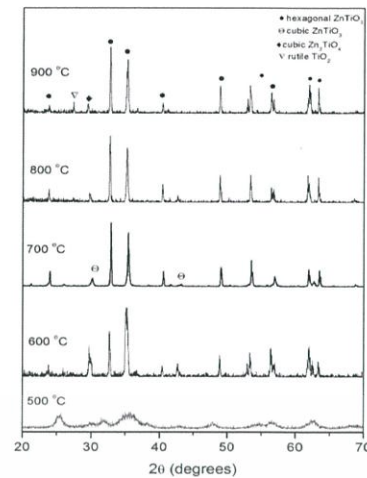 ● hexagonal ZnTiO₃
Θ cubic ZnTiO₃
♦ cubic Zn₂TiO₄
∇ rutile TiO₂
900 °C
800 °C
700 °C
600 °C
500 °C
20 30 40 50 60 70
2θ (degrees)